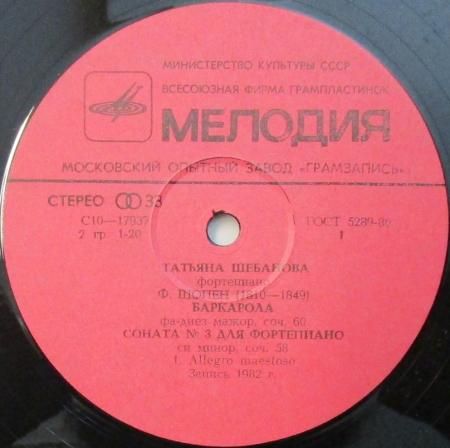 МИНИСТЕРСТВО КУЛЬТУРЫ СССР
ВСЕСОЮЗНАЯ ФИРМА ГРАМПЛАСТИНОК
МЕЛОДИЯ
МОСКОВСКИЙ ОПЫТНЫЙ ЗАВОД «ГРАМЗАПИСЬ»
СТЕРЕО 33
С10—17937 ГОСТ 5289-80
2 гр. 1-20 1
ТАТЬЯНА ШЕБАНОВА
фортепиано
Ф. ШОПЕН (1810—1849)
БАРКАРОЛА
фа-диез мажор, соч. 60
СОНАТА № 3 ДЛЯ ФОРТЕПИАНО
си минор, соч. 58
1. Allegro maestoso
Запись 1982 г.